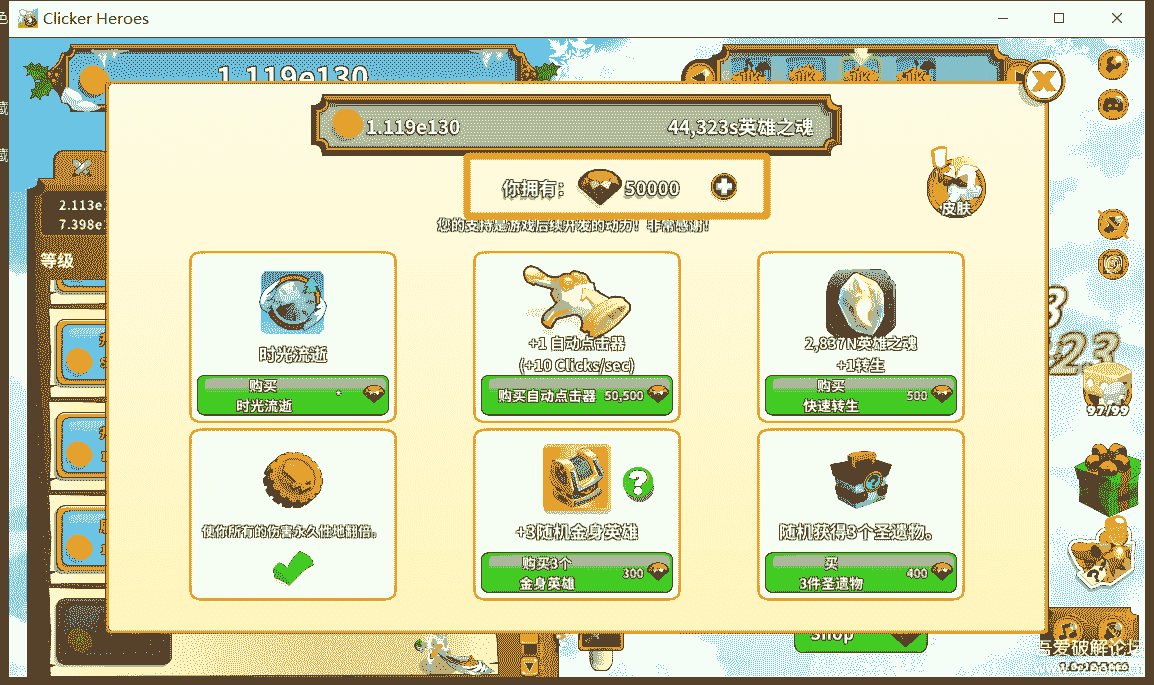 Clicker Heroes
1.119e130
1.119e130
44,323s英雄之魂
你拥有：
50000
皮肤
您的支持是游戏后续开发的动力！非常感谢！
2.113e
7.398e
等级
时光流逝
购买
时光流逝
+1 自动点击器
(+10 Clicks/sec)
购买自动点击器 50,500
2,837N英雄之魂
+1转生
购买
快速转生
500
97/99
使你所有的伤害永久性地翻倍。
+3随机金身英雄
购买3个
金身英雄
300
随机获得3个圣遗物。
买
3件圣遗物
400
Shop
吾爱破解论坛